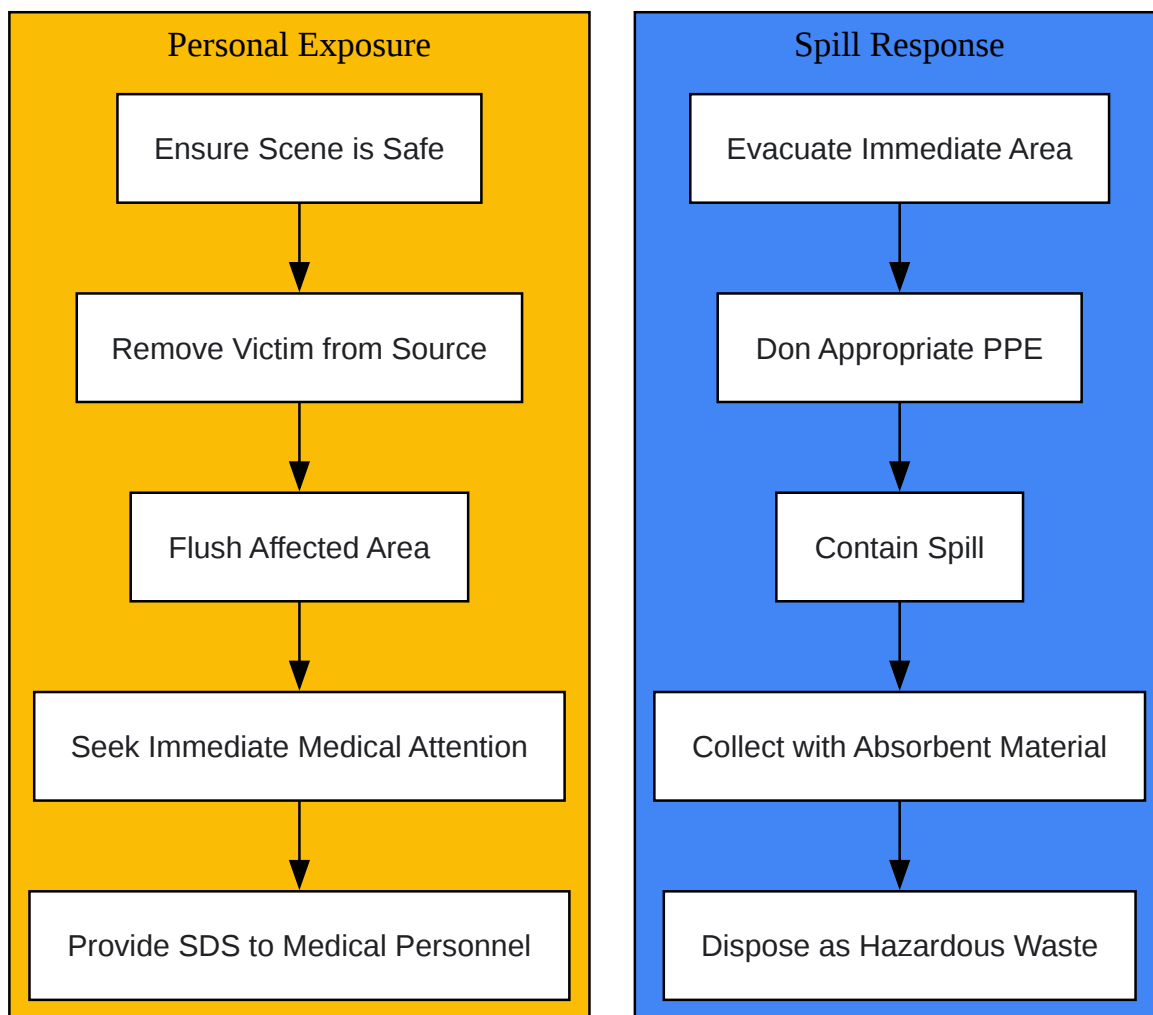 Personal Exposure
Ensure Scene is Safe
Remove Victim from Source
Flush Affected Area
Seek Immediate Medical Attention
Provide SDS to Medical Personnel
Spill Response
Evacuate Immediate Area
Don Appropriate PPE
Contain Spill
Collect with Absorbent Material
Dispose as Hazardous Waste